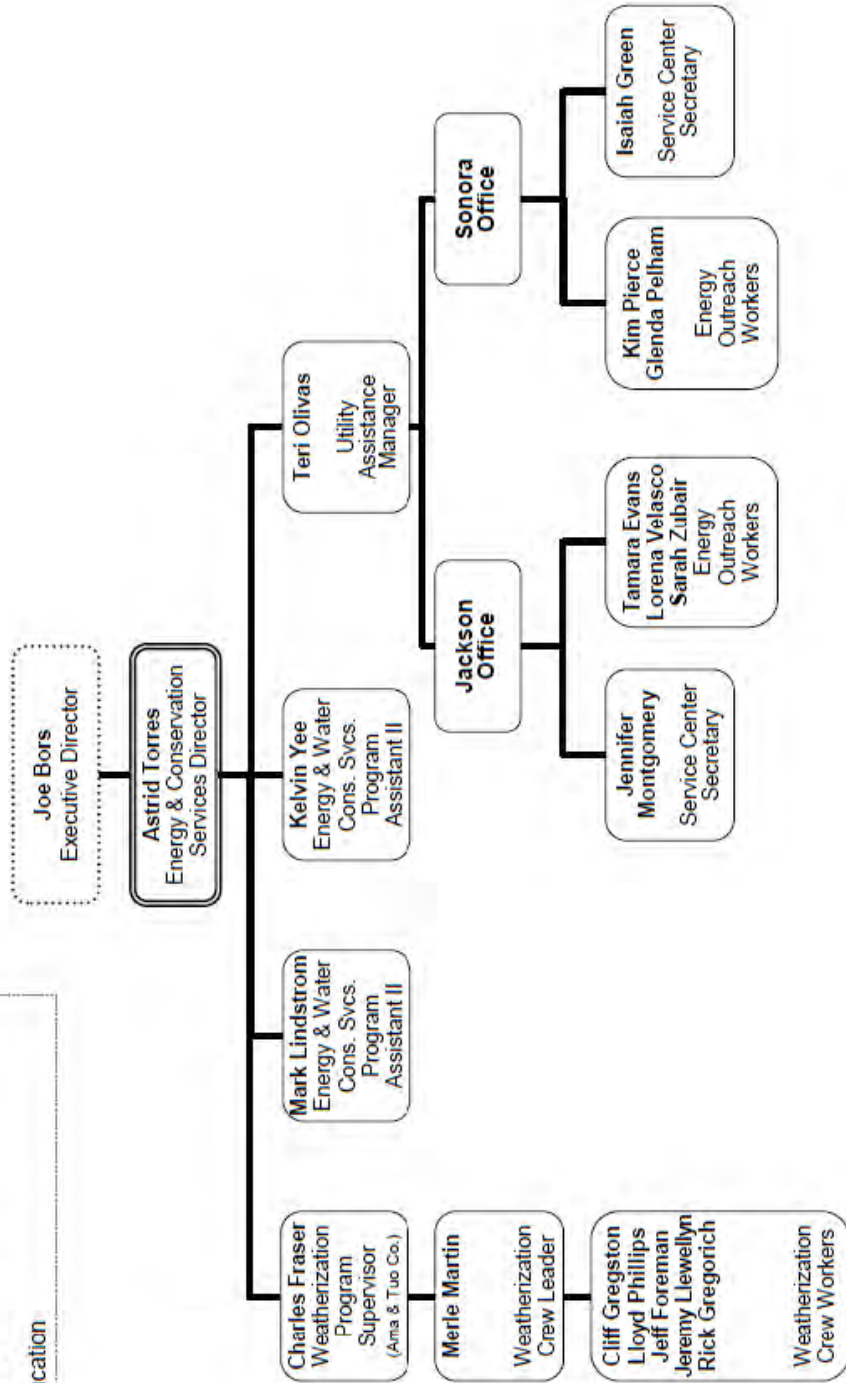 Joe Bors
Executive Director
Astrid Torres
Energy & Conservation
Services Director
Charles Fraser
Weatherization
Program
Supervisor
(Ama & Tuo Co.)
Mark Lindstrom
Energy & Water
Cons. Svcs.
Program
Assistant II
Kelvin Yee
Energy & Water
Cons. Svcs.
Program
Assistant II
Teri Olivas
Utility
Assistance
Manager
Merle Martin
Weatherization
Crew Leader
Jackson
Office
Sonora
Office
Cliff Gregston
Lloyd Phillips
Jeff Foreman
Jeremy Llewellyn
Rick Gregorich
Weatherization
Crew Workers
Jennifer
Montgomery
Service Center
Secretary
Tamara Evans
Lorena Velasco
Sarah Zubair
Energy
Outreach
Workers
Kim Pierce
Glenda Pelham
Energy
Outreach
Workers
Isaiah Green
Service Center
Secretary